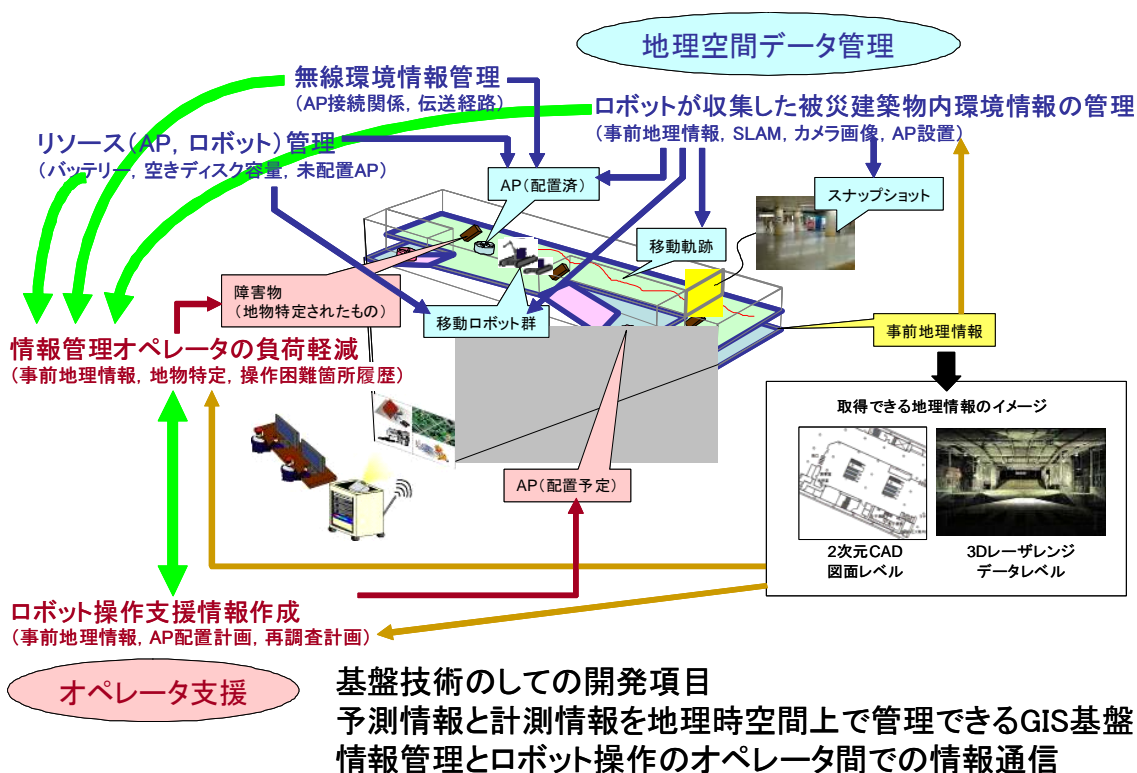 地理空間データ管理
無線環境情報管理
(AP接続関係, 伝送経路)
ロボットが収集した被災建築物内環境情報の管理
(事前地理情報, SLAM, カメラ画像, AP設置)
リソース(AP, ロボット)管理
(バッテリー, 空きディスク容量, 未配置AP)
AP(配置済)
スナップショット
移動軌跡
障害物
(地物特定されたもの)
移動ロボット群
事前地理情報
情報管理オペレータの負荷軽減
(事前地理情報, 地物特定, 操作困難箇所履歴)
取得できる地理情報のイメージ
AP(配置予定)
2次元CAD
図面レベル
3Dレーザレンジ
データレベル
ロボット操作支援情報作成
(事前地理情報, AP配置計画, 再調査計画)
オペレータ支援
基盤技術のしての開発項目
予測情報と計測情報を地理時空間上で管理できるGIS基盤
情報管理とロボット操作のオペレータ間での情報通信